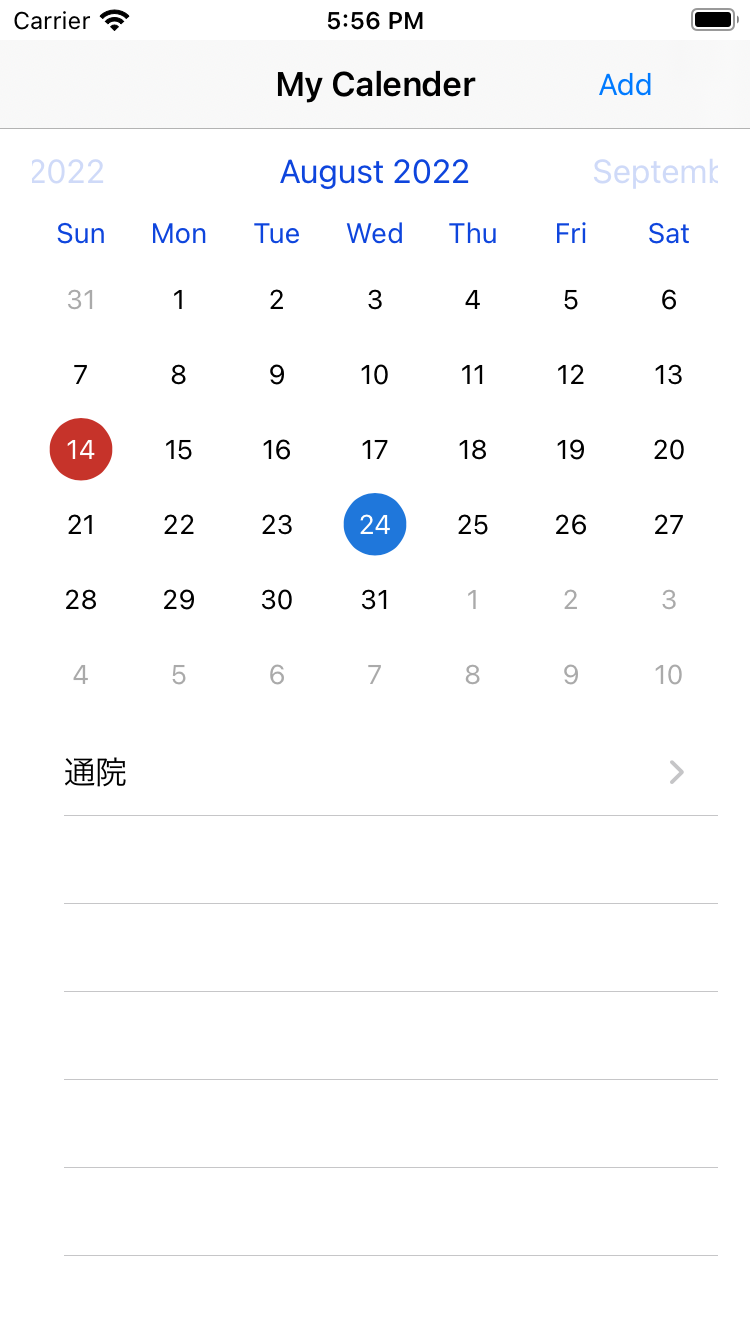 Carrier 5:56 PM
My Calender Add
2022 August 2022 Septemb
Sun Mon Tue Wed Thu Fri Sat
31 1 2 3 4 5 6
7 8 9 10 11 12 13
14 15 16 17 18 19 20
21 22 23 24 25 26 27
28 29 30 31 1 2 3
4 5 6 7 8 9 10
通院